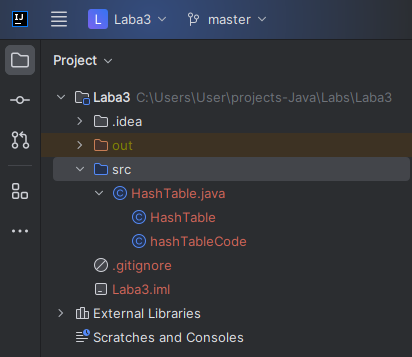 IJ L Laba3 master
Project
Laba3 C:\Users\User\projects-Java\Labs\Laba3
.idea
out
src
HashTable.java
HashTable
hashTableCode
.gitignore
Laba3.iml
External Libraries
Scratches and Consoles